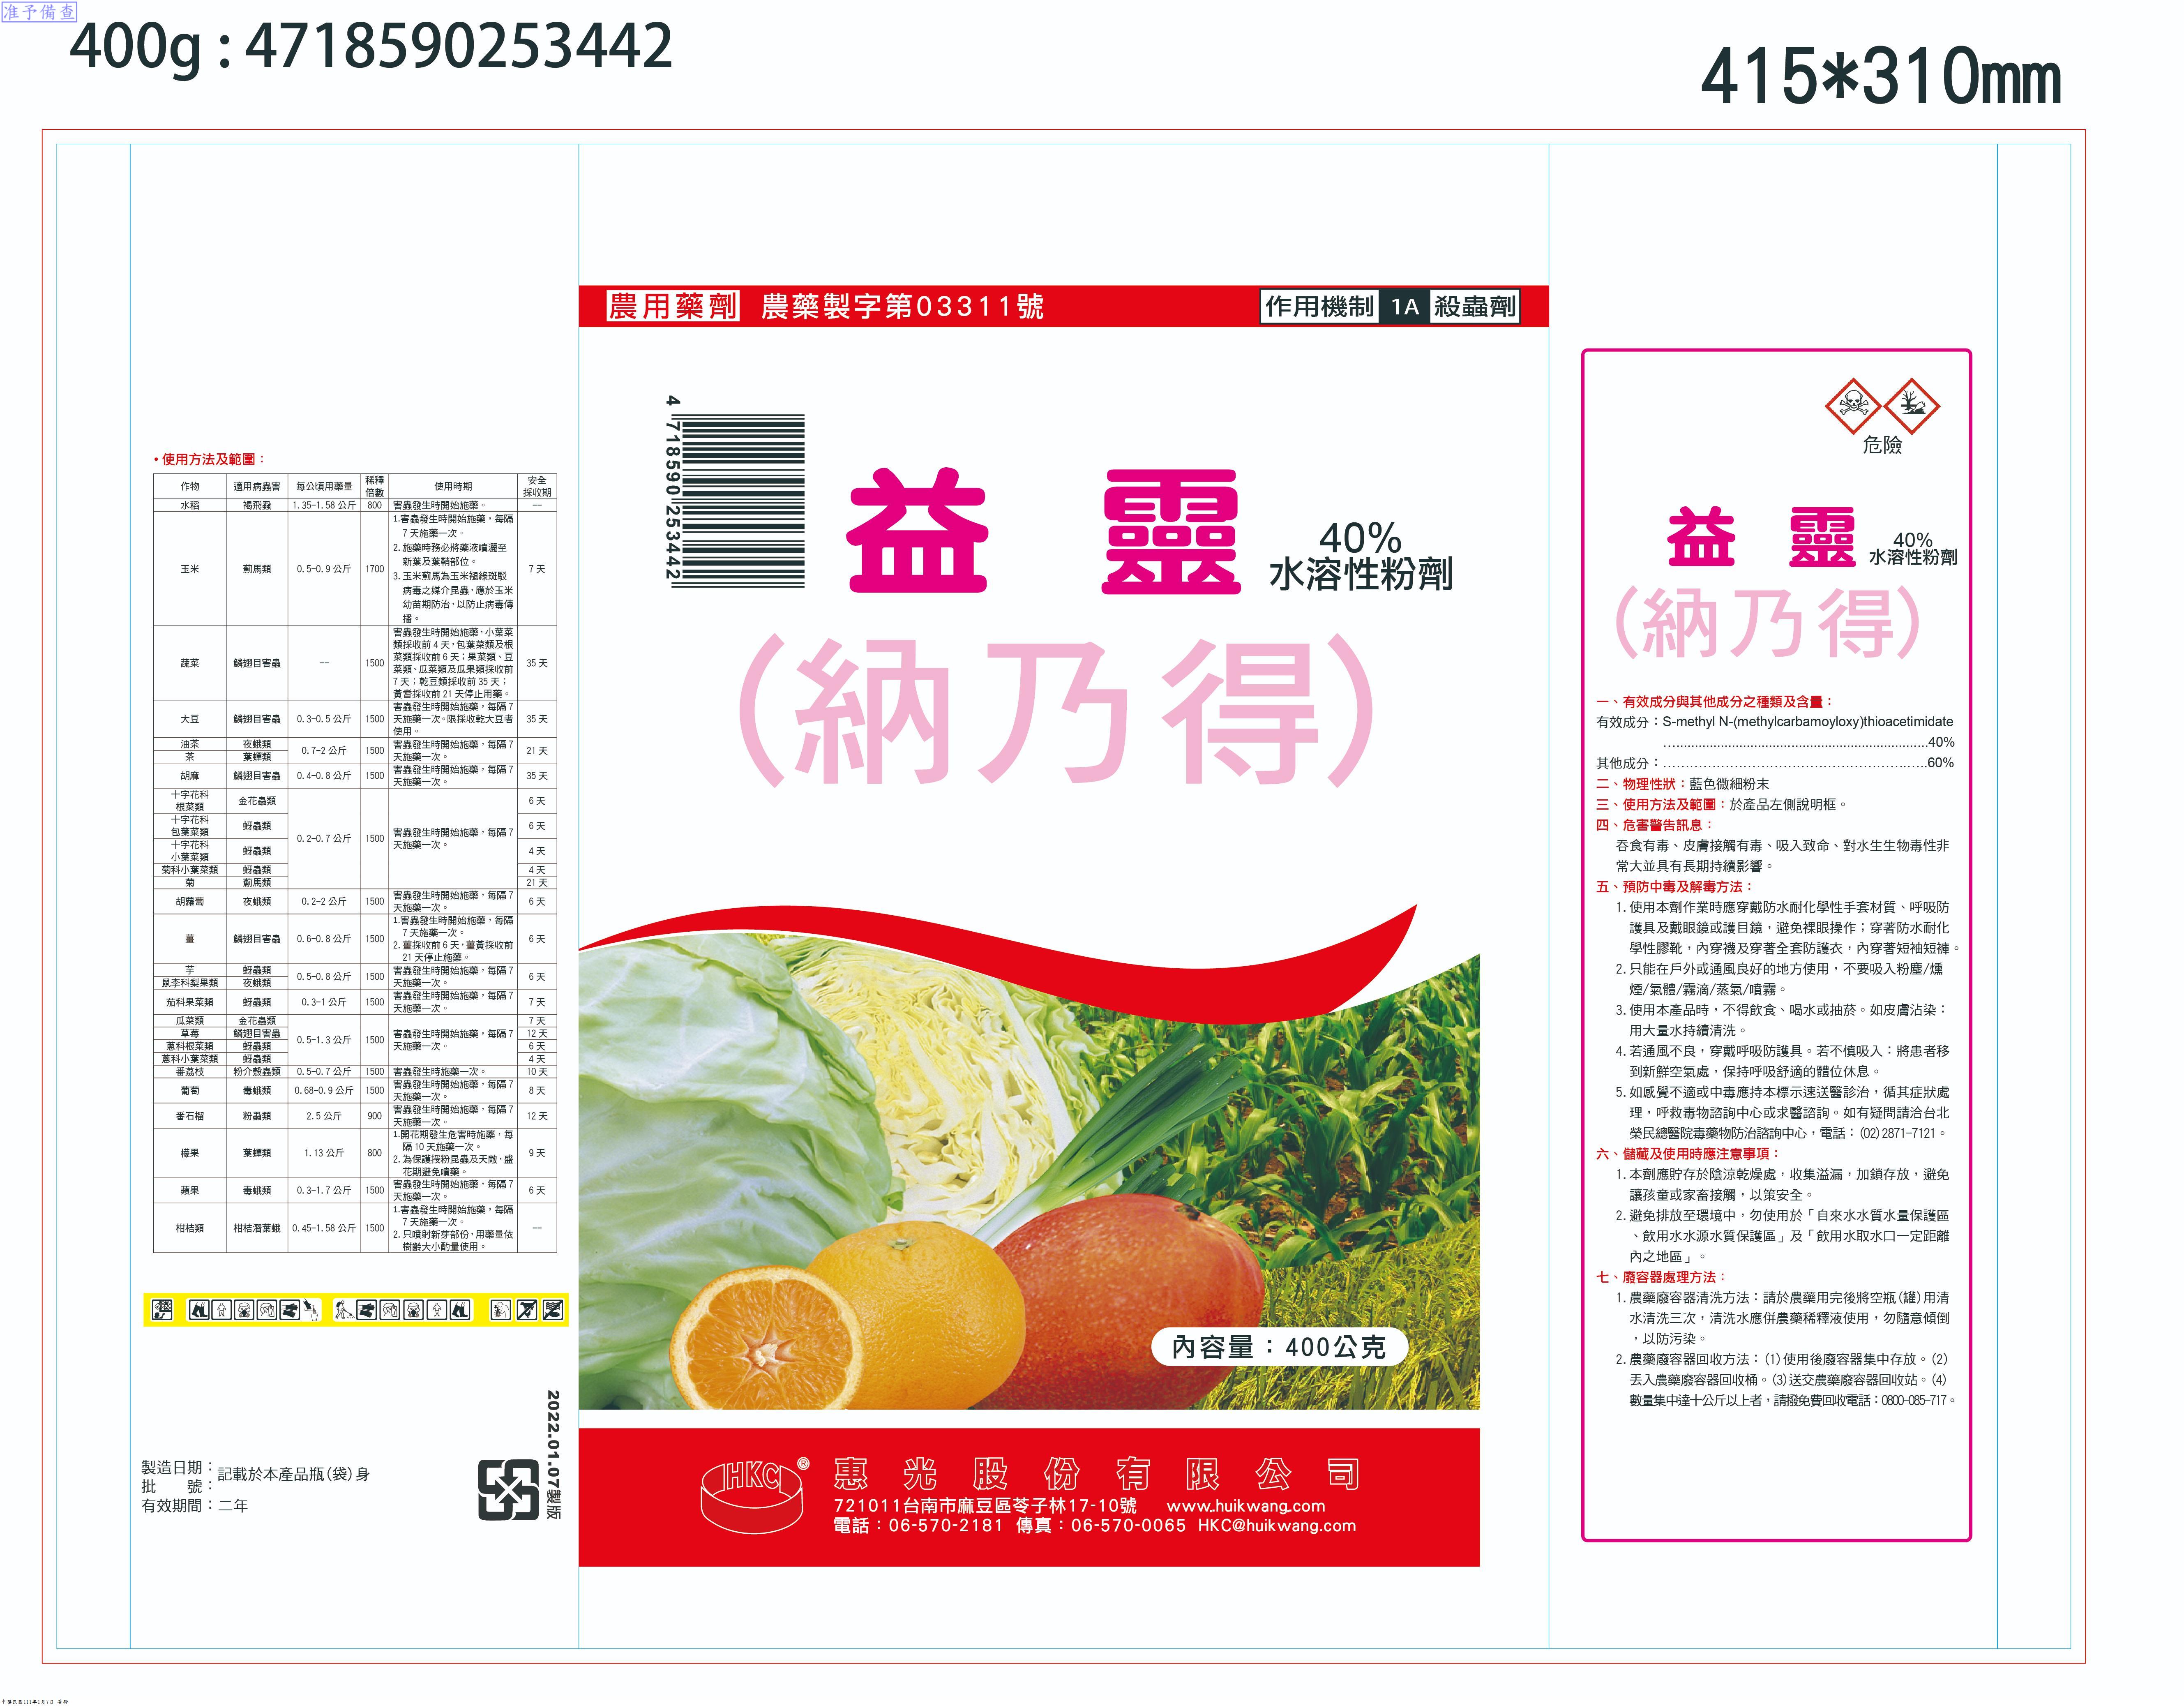 准予備查
400g : 4718590253442
415*310mm
•使用方法及範圍：
作物 適用病蟲害 每公頃用藥量 稀釋倍數 使用時期 安全採收期
水稻 褐飛蝨 1.35-1.58 公斤 800 害蟲發生時開始施藥。 --
玉米 薊馬類 0.5-0.9 公斤 1700 7 天
1.害蟲發生時開始施藥，每隔
7 天施藥一次。
2. 施藥時務必將藥液噴灑至
新葉及葉鞘部位。
3. 玉米薊馬為玉米褪綠斑駁
病毒之媒介昆蟲，應於玉米
幼苗期防治，以防止病毒傳
播。
蔬菜 鱗翅目害蟲 -- 1500 35 天
害蟲發生時開始施藥，小葉菜
類採收前 4 天，包葉菜類及根
菜類採收前 6 天；果菜類、豆
菜類、瓜菜類及瓜果類採收前
7 天；乾豆類採收前 35 天；
黃耆採收前 21 天停止用藥。
大豆 鱗翅目害蟲 0.3-0.5 公斤 1500 35 天
害蟲發生時開始施藥，每隔 7
天施藥一次。限採收乾大豆者
使用。
油茶 夜蛾類
茶 葉蟬類
0.7-2 公斤 1500 21 天
害蟲發生時開始施藥，每隔 7
天施藥一次。
胡麻 鱗翅目害蟲 0.4-0.8 公斤 1500 35 天
害蟲發生時開始施藥，每隔 7
天施藥一次。
十字花科
根菜類 金花蟲類 6 天
十字花科
包葉菜類 蚜蟲類 6 天
十字花科
小葉菜類 蚜蟲類 4 天
菊科小葉菜類 蚜蟲類 4 天
菊 薊馬類 21 天
0.2-0.7 公斤 1500
害蟲發生時開始施藥，每隔 7
天施藥一次。
胡蘿蔔 夜蛾類 0.2-2 公斤 1500 6 天
害蟲發生時開始施藥，每隔 7
天施藥一次。
薑 鱗翅目害蟲 0.6-0.8 公斤 1500 6 天
1.害蟲發生時開始施藥，每隔
7 天施藥一次。
2. 薑採收前 6 天，薑黃採收前
21 天停止施藥。
芋 蚜蟲類
鼠李科梨果類 夜蛾類
0.5-0.8 公斤 1500 6 天
害蟲發生時開始施藥，每隔 7
天施藥一次。
茄科果菜類 蚜蟲類 0.3-1 公斤 1500 7 天
害蟲發生時開始施藥，每隔 7
天施藥一次。
瓜菜類 金花蟲類 7 天
草莓 鱗翅目害蟲 12 天
蔥科根菜類 蚜蟲類 6 天
蔥科小葉菜類 蚜蟲類 4 天
0.5-1.3 公斤 1500
害蟲發生時開始施藥，每隔 7
天施藥一次。
番荔枝 粉介殼蟲類 0.5-0.7 公斤 1500 害蟲發生時施藥一次。 10 天
葡萄 毒蛾類 0.68-0.9 公斤 1500 8 天
害蟲發生時開始施藥，每隔 7
天施藥一次。
番石榴 粉蝨類 2.5 公斤 900 12 天
害蟲發生時開始施藥，每隔 7
天施藥一次。
檬果 葉蟬類 1.13 公斤 800 9 天
1.開花期發生危害時施藥，每
隔 10 天施藥一次。
2. 為保護授粉昆蟲及天敵，盛
花期避免噴藥。
蘋果 毒蛾類 0.3-1.7 公斤 1500 6 天
害蟲發生時開始施藥，每隔 7
天施藥一次。
柑桔類 柑桔潛葉蛾 0.45-1.58 公斤 1500 --
1.害蟲發生時開始施藥，每隔
7 天施藥一次。
2. 只噴射新芽部份，用藥量依
樹齡大小酌量使用。
製造日期：記載於本產品瓶(袋)身
批　　號：
有效期間：二年
2022.01.07製版
農用藥劑 農藥製字第03311號 作用機制 1A 殺蟲劑
4 718590 253442
益 靈
40%
水溶性粉劑
(納乃得)
內容量：400公克
HKC ® 惠光股份有限公司
721011台南市麻豆區苓子林17-10號 www.huikwang.com
電話：06-570-2181 傳真：06-570-0065 HKC@huikwang.com
危險
益 靈
40%
水溶性粉劑
(納乃得)
一、有效成分與其他成分之種類及含量：
有效成分：S-methyl N-(methylcarbamoyloxy)thioacetimidate
..................................................40%
其他成分：..................................................60%
二、物理性狀：藍色微細粉末
三、使用方法及範圍：於產品左側說明框。
四、危害警告訊息：
吞食有毒、皮膚接觸有毒、吸入致命、對水生生物毒性非
常大並具有長期持續影響。
五、預防中毒及解毒方法：
1. 使用本劑作業時應穿戴防水耐化學性手套材質、呼吸防
護具及戴眼鏡或護目鏡，避免裸眼操作；穿著防水耐化
學性膠靴，內穿襪及穿著全套防護衣，內穿著短袖短褲。
2. 只能在戶外或通風良好的地方使用，不要吸入粉塵/燻
煙/氣體/霧滴/蒸氣/噴霧。
3. 使用本產品時，不得飲食、喝水或抽菸。如皮膚沾染：
用大量水持續清洗。
4. 若通風不良，穿戴呼吸防護具。若不慎吸入：將患者移
到新鮮空氣處，保持呼吸舒適的體位休息。
5. 如感覺不適或中毒應持本標示速送醫診治，循其症狀處
理，呼救毒物諮詢中心或求醫諮詢。如有疑問請洽台北
榮民總醫院毒藥物防治諮詢中心，電話：(02)2871-7121。
六、儲藏及使用時應注意事項：
1. 本劑應貯存於陰涼乾燥處，收集溢漏，加鎖存放，避免
讓孩童或家畜接觸，以策安全。
2. 避免排放至環境中，勿使用於「自來水水質水量保護區
、飲用水水源水質保護區」及「飲用水取水口一定距離
內之地區」。
七、廢容器處理方法：
1. 農藥廢容器清洗方法：請於農藥用完後將空瓶(罐)用清
水清洗三次，清洗水應併農藥稀釋液使用，勿隨意傾倒
，以防污染。
2. 農藥廢容器回收方法：(1)使用後廢容器集中存放。(2)
丟入農藥廢容器回收桶。(3)送交農藥廢容器回收站。(4)
數量集中達十公斤以上者，請撥免費回收電話：0800-085-717。